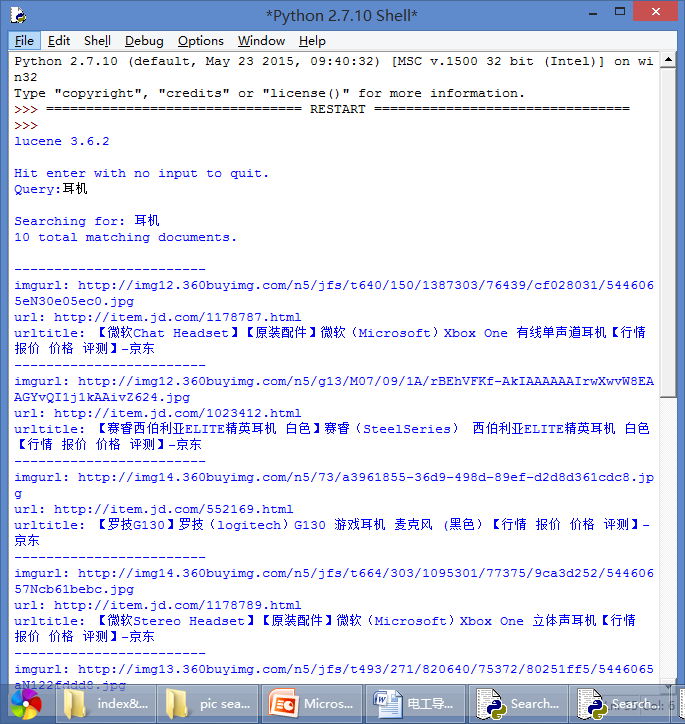 *Python 2.7.10 Shell*
File Edit Shell Debug Options Window Help
Python 2.7.10 (default, May 23 2015, 09:40:32) [MSC v.1500 32 bit (Intel)] on wi
n32
Type "copyright", "credits" or "license()" for more information.
>>> ================================ RESTART ================================
>>>
lucene 3.6.2
Hit enter with no input to quit.
Query:耳机
Searching for: 耳机
10 total matching documents.
------------------------
imgurl: http://img12.360buyimg.com/n5/jfs/t640/150/1387303/76439/cf028031/544606
5eN30e05ec0.jpg
url: http://item.jd.com/1178787.html
urltitle: 【微软Chat Headset】【原装配件】微软（Microsoft）Xbox One 有线单声道耳机【行情
报价 价格 评测】-京东
------------------------
imgurl: http://img12.360buyimg.com/n5/g13/M07/09/1A/rBEhVFKf-AkIAAAAAAIrwXwvW8EA
AGYvQI1j1kAAivZ624.jpg
url: http://item.jd.com/1023412.html
urltitle: 【赛睿西伯利亚ELITE精英耳机 白色】赛睿（SteelSeries） 西伯利亚ELITE精英耳机 白色
【行情 报价 价格 评测】-京东
------------------------
imgurl: http://img14.360buyimg.com/n5/73/a3961855-36d9-498d-89ef-d2d8d361cdc8.jp
g
url: http://item.jd.com/552169.html
urltitle: 【罗技G130】罗技（logitech）G130 游戏耳机 麦克风 (黑色）【行情 报价 价格 评测】-
京东
------------------------
imgurl: http://img14.360buyimg.com/n5/jfs/t664/303/1095301/77375/9ca3d252/544606
57Ncb61bebc.jpg
url: http://item.jd.com/1178789.html
urltitle: 【微软Stereo Headset】【原装配件】微软（Microsoft）Xbox One 立体声耳机【行情
报价 价格 评测】-京东
------------------------
imgurl: http://img13.360buyimg.com/n5/jfs/t493/271/820640/75372/80251ff5/5446065
aN122fddd8.jpg
index&... pic sea... Micros... 电工导... Search... Search...